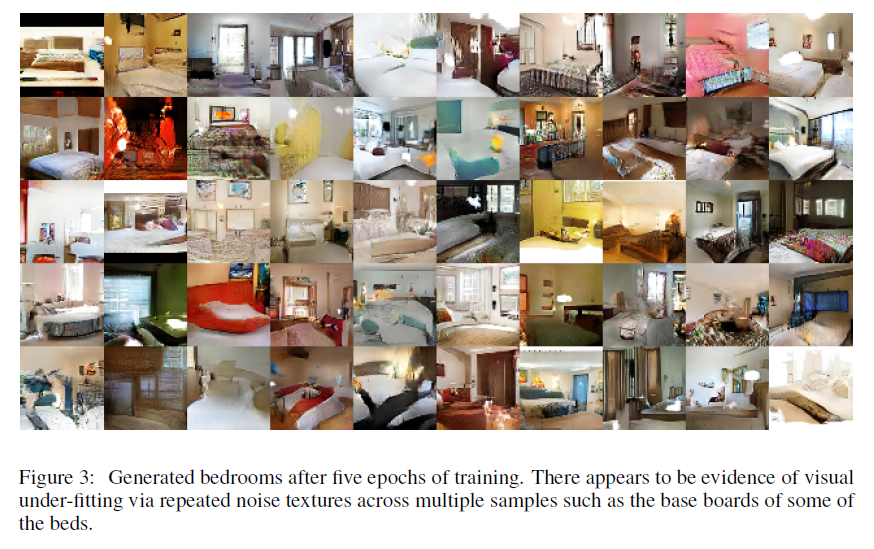 Figure 3: Generated bedrooms after five epochs of training. There appears to be evidence of visual
under-fitting via repeated noise textures across multiple samples such as the base boards of some of
the beds.